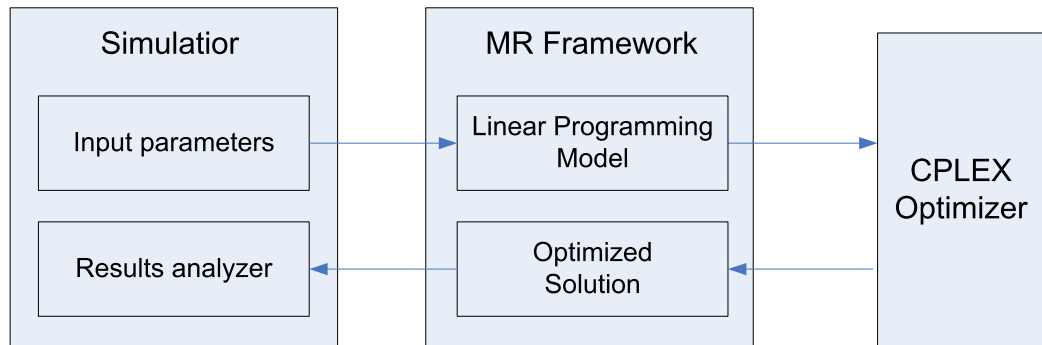 Simulatior
MR Framework
Input parameters
Linear Programming
Model
CPLEX
Optimizer
Results analyzer
Optimized
Solution